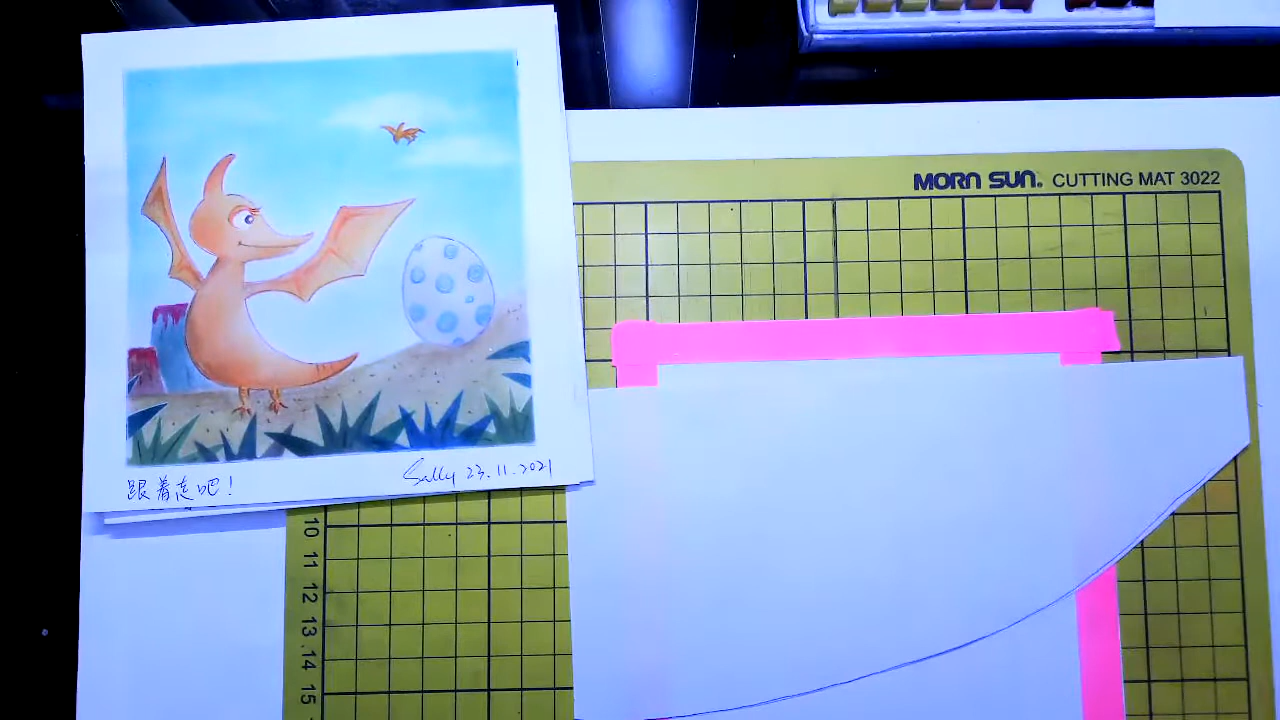 MORN SUN. CUTTING MAT 3022
跟着走吧!
Sally 23.11.2021
10
11
12
13
14
15